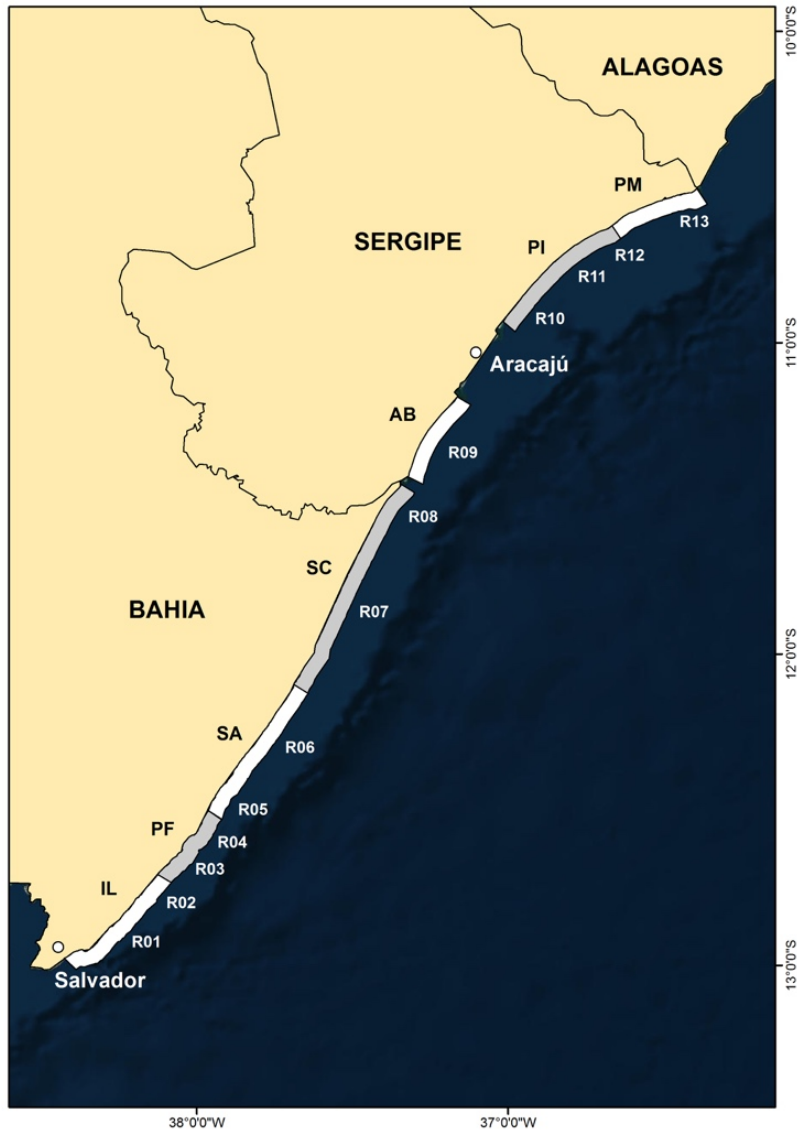 10°0'0"S
ALAGOAS
PM
R13
SERGIPE
PI
R12
R11
R10
11°0'0"S
Aracajú
AB
R09
R08
SC
BAHIA
R07
12°0'0"S
SA
R06
R05
PF
R04
R03
IL
R02
R01
Salvador
13°0'0"S
38°0'0"W
37°0'0"W